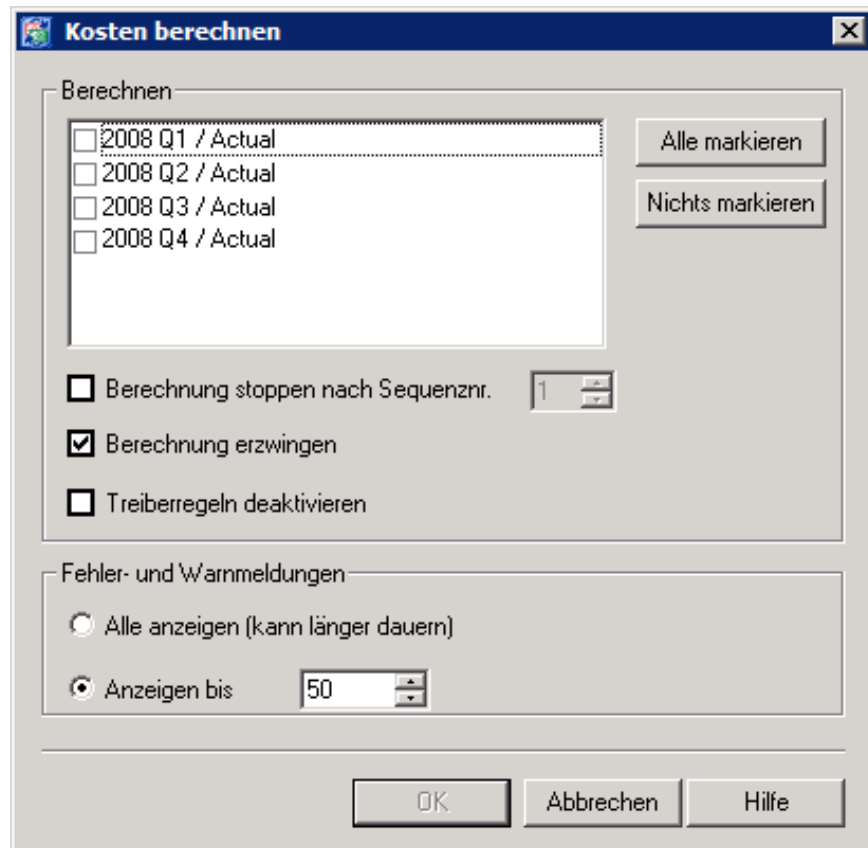 Kosten berechnen
Berechnen
2008 Q1 / Actual
2008 Q2 / Actual
2008 Q3 / Actual
2008 Q4 / Actual
Alle markieren
Nichts markieren
Berechnung stoppen nach Sequenznr. 1
Berechnung erzwingen
Treiberregeln deaktivieren
Fehler- und Warnmeldungen
Alle anzeigen (kann länger dauern)
Anzeigen bis 50
OK Abbrechen Hilfe